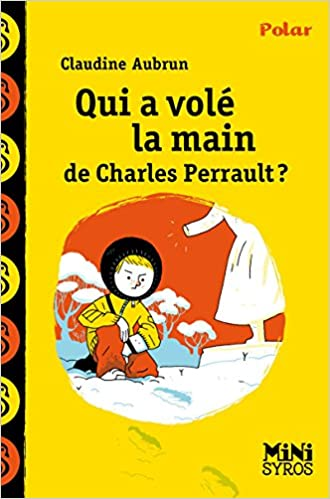 Polar
Claudine Aubrun
Qui a volé
la main
de Charles Perrault ?
MiNi
SYROS